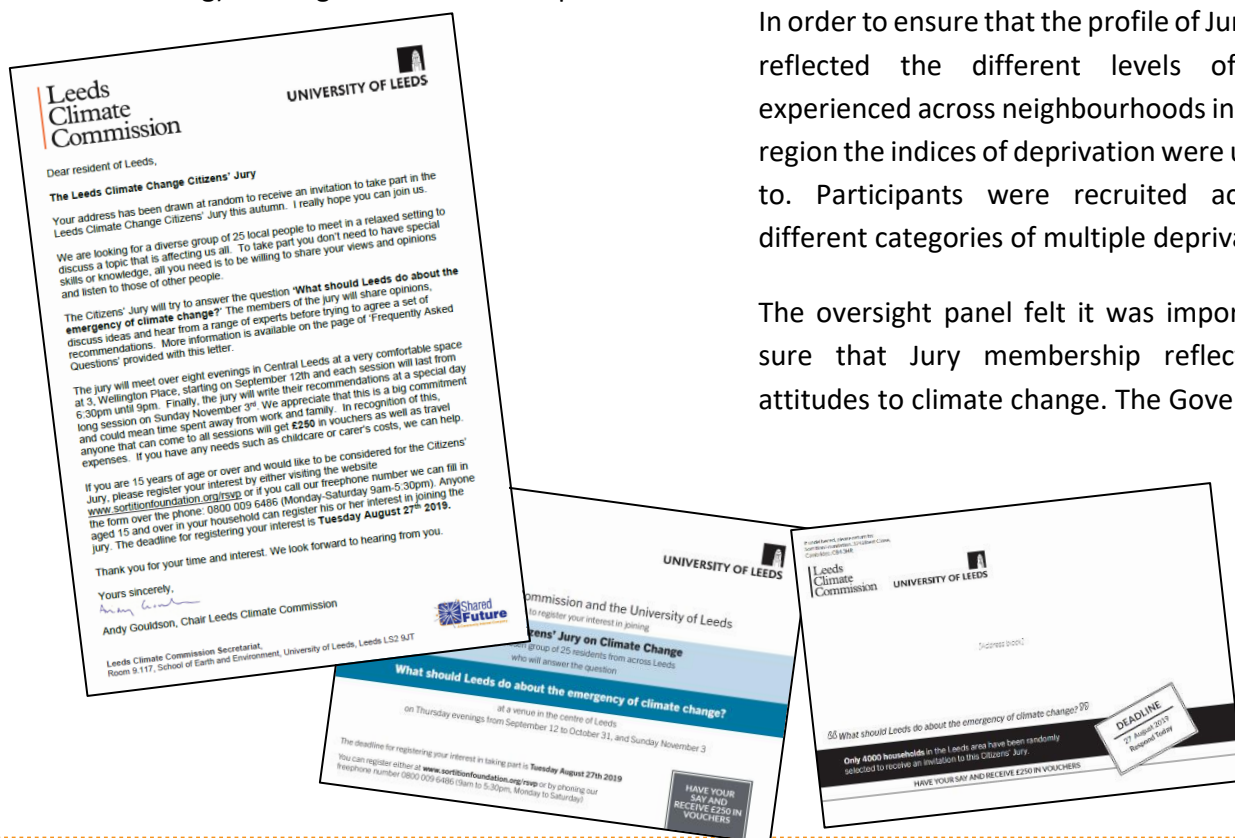 In order to ensure that the profile of Jur
reflected the different levels of
experienced across neighbourhoods in
region the indices of deprivation were u
to. Participants were recruited ac
different categories of multiple depriva
The oversight panel felt it was impor
sure that Jury membership reflec
attitudes to climate change. The Gove
Leeds
Climate
Commission
UNIVERSITY OF LEEDS
Dear resident of Leeds,
The Leeds Climate Change Citizens' Jury
Your address has been drawn at random to receive an invitation to take part in the
Leeds Climate Change Citizens' Jury this autumn. I really hope you can join us.
We are looking for a diverse group of 25 local people to meet in a relaxed setting to
discuss a topic that is affecting us all. To take part you don't need to have special
skills or knowledge, all you need is to be willing to share your views and opinions
and listen to those of other people.
The Citizens' Jury will try to answer the question 'What should Leeds do about the
emergency of climate change?' The members of the jury will share opinions,
discuss ideas and hear from a range of experts before trying to agree a set of
recommendations. More information is available on the page of 'Frequently Asked
Questions' provided with this letter.
The jury will meet over eight evenings in Central Leeds at a very comfortable space
at 3, Wellington Place, starting on September 12th and each session will last from
6:30pm until 9pm. Finally, the jury will write their recommendations at a special day
long session on Sunday November 3rd. We appreciate that this is a big commitment
and could mean time spent away from work and family. In recognition of this,
anyone that can come to all sessions will get £250 in vouchers as well as travel
expenses. If you have any needs such as childcare or carer's costs, we can help.
If you are 15 years of age or over and would like to be considered for the Citizens'
Jury, please register your interest by either visiting the website
www.sortitionfoundation.org/rsvp or if you call our freephone number we can fill in
the form over the phone: 0800 009 6486 (Monday-Saturday 9am-5:30pm). Anyone
aged 15 and over in your household can register his or her interest in joining the
jury. The deadline for registering your interest is Tuesday August 27th 2019.
Thank you for your time and interest. We look forward to hearing from you.
Yours sincerely,
Andy Gouldson, Chair Leeds Climate Commission
Shared
Future
Leeds Climate Commission Secretariat,
Room 9.117, School of Earth and Environment, University of Leeds, Leeds LS2 9JT
UNIVERSITY OF LEEDS
ommission and the University of Leeds
to register your interest in joining
zens' Jury on Climate Change
group of 25 residents from across Leeds
who will answer the question
What should Leeds do about the emergency of climate change?
at a venue in the centre of Leeds
on Thursday evenings from September 12 to October 31, and Sunday November 3
The deadline for registering your interest in taking part is Tuesday August 27th 2019
You can register either at www.sortitionfoundation.org/rsvp or by phoning our
freephone number 0800 009 6486 (9am to 5.30pm, Monday to Saturday)
HAVE YOUR
SAY AND
RECEIVE £250 IN
VOUCHERS
Leeds
Climate
Commission
UNIVERSITY OF LEEDS
[Address block]
What should Leeds do about the emergency of climate change?
Only 4000 households in the Leeds area have been randomly
selected to receive an invitation to this Citizens' Jury.
HAVE YOUR SAY AND RECEIVE £250 IN VOUCHERS
DEADLINE
27 August 2019
Respond Today